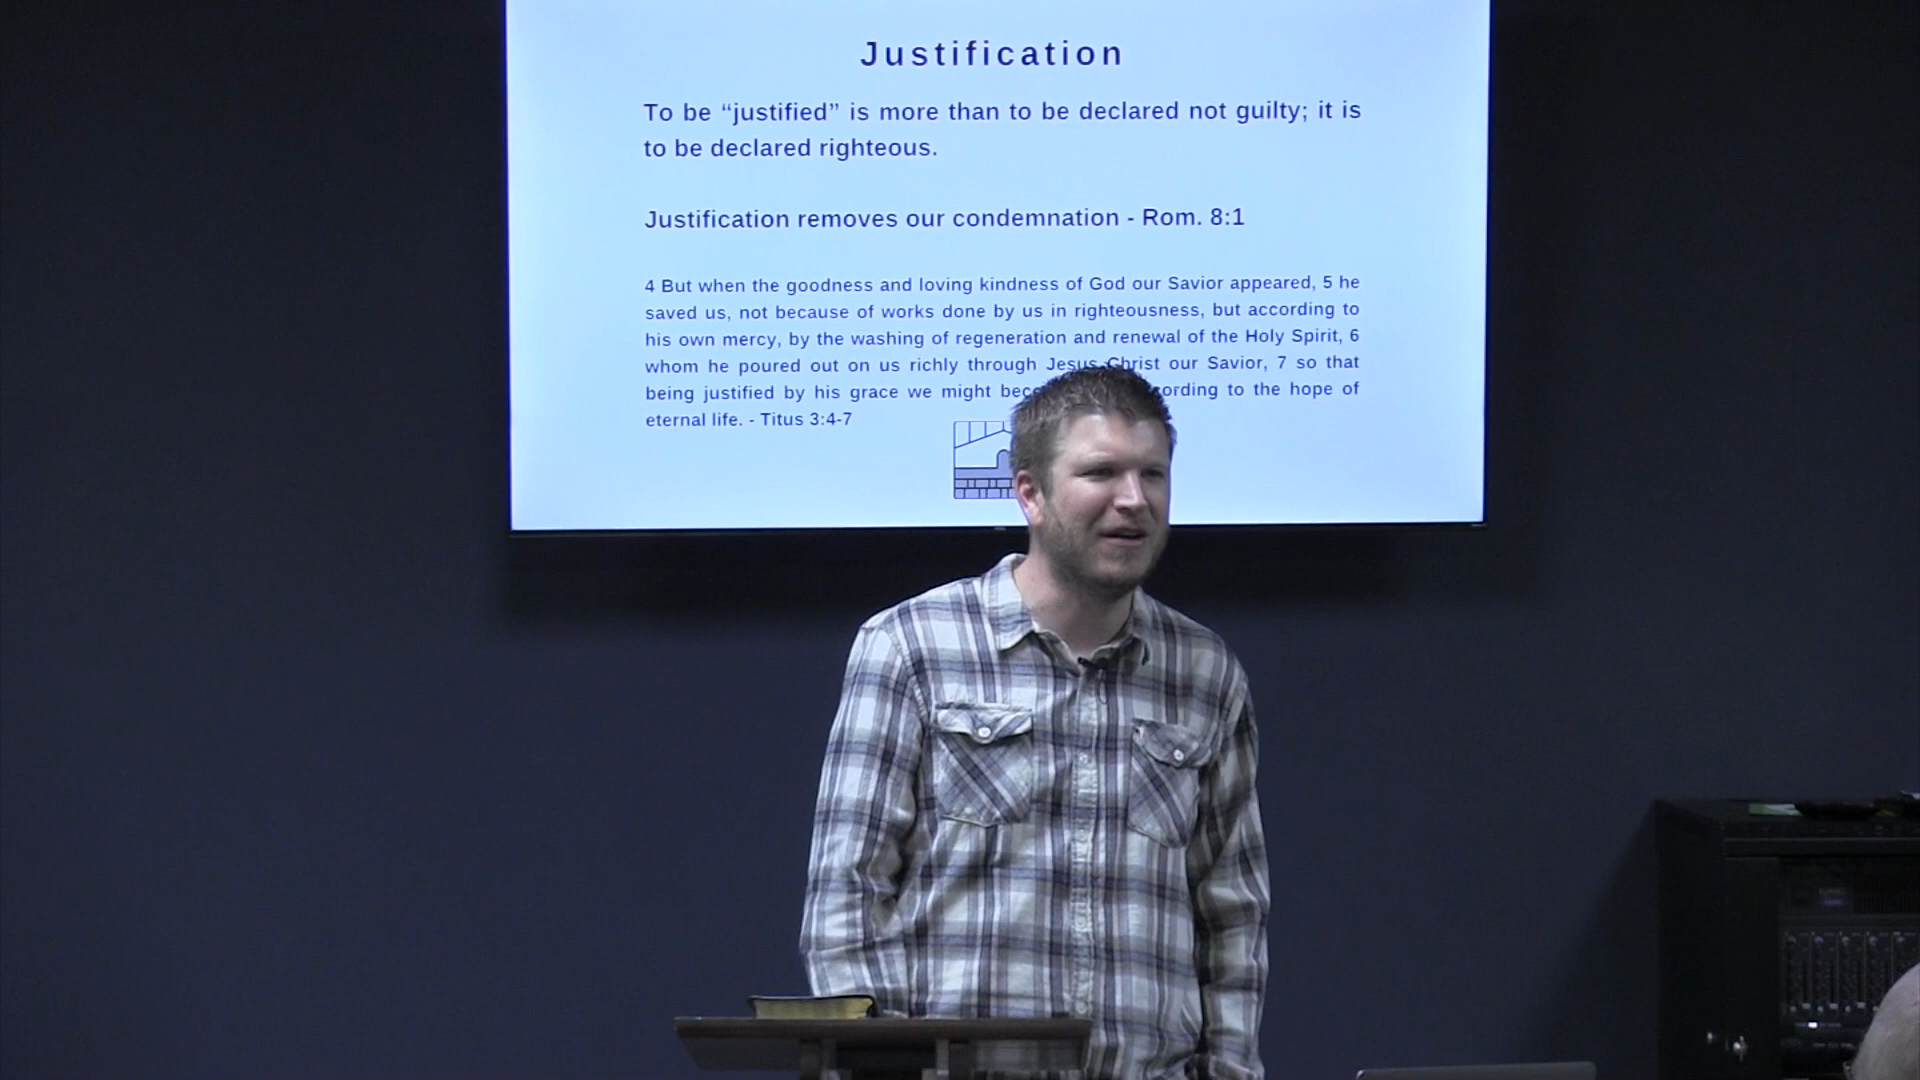 Justification
To be “justified” is more than to be declared not guilty; it is
to be declared righteous.
Justification removes our condemnation - Rom. 8:1
4 But when the goodness and loving kindness of God our Savior appeared, 5 he
saved us, not because of works done by us in righteousness, but according to
his own mercy, by the washing of regeneration and renewal of the Holy Spirit, 6
whom he poured out on us richly through Jesus Christ our Savior, 7 so that
being justified by his grace we might to the hope of
eternal life. - Titus 3:4-7